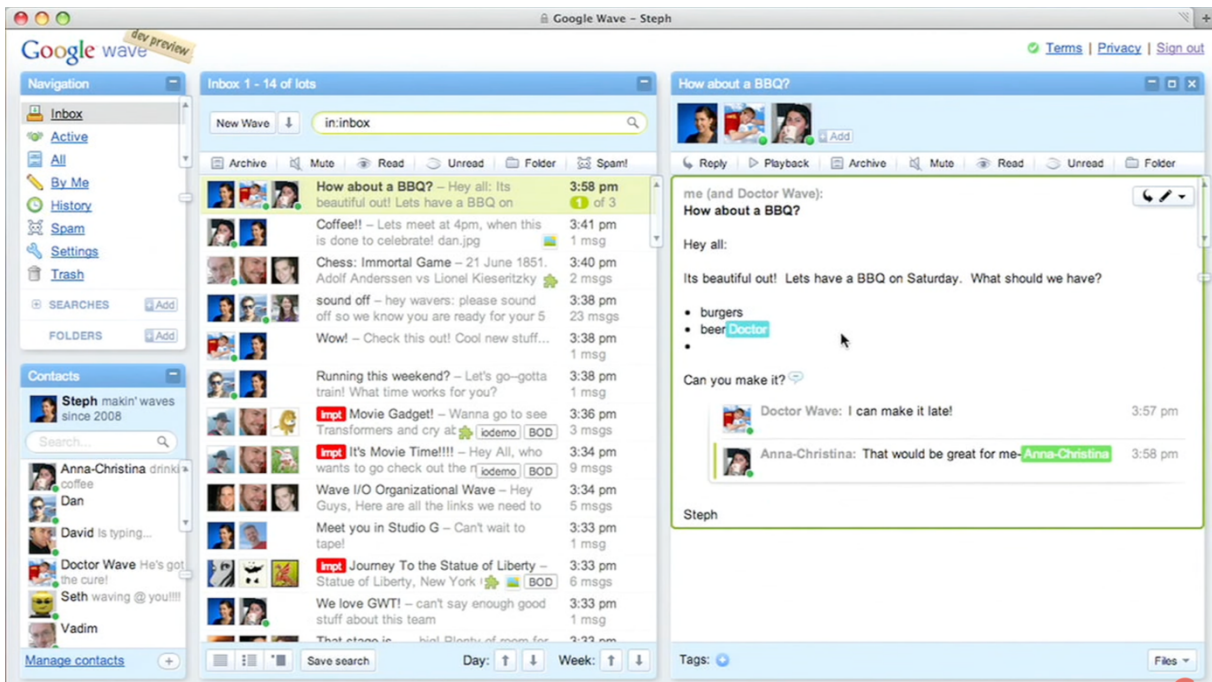 Google Wave – Steph
Google wave
dev preview
Terms | Privacy | Sign out
Navigation
Inbox
Active
All
By Me
History
Spam
Settings
Trash
SEARCHES Add
FOLDERS Add
Contacts
Steph makin' waves
since 2008
Search...
Anna-Christina drinkin
coffee
Dan
David Is typing...
Doctor Wave He's got
the cure!
Seth waving @ you!!!!
Vadim
Manage contacts
Inbox 1 - 14 of lots
New Wave in:inbox
Archive Mute Read Unread Folder Spam!
How about a BBQ? – Hey all: Its 3:58 pm
beautiful out! Lets have a BBQ on 1 of 3
Coffee!! – Lets meet at 4pm, when this 3:41 pm
is done to celebrate! dan.jpg 1 msg
Chess: Immortal Game – 21 June 1851. 3:40 pm
Adolf Anderssen vs Lionel Kieseritzky 2 msgs
sound off – hey wavers: please sound 3:38 pm
off so we know you are ready for your 5 23 msgs
Wow! – Check this out! Cool new stuff... 3:38 pm
1 msg
Running this weekend? – Let's go--gotta 3:38 pm
train! What time works for you? 1 msg
Impt Movie Gadget! – Wanna go to see 3:36 pm
Transformers and cry at iodemo BOD 3 msgs
Impt It's Movie Time!!!! – Hey All, who 3:34 pm
wants to go check out the n iodemo BOD 9 msgs
Wave I/O Organizational Wave – Hey 3:34 pm
Guys, Here are all the links we need to 5 msgs
Meet you in Studio G – Can't wait to 3:33 pm
tape! 1 msg
Impt Journey To the Statue of Liberty – 3:33 pm
Statue of Liberty, New York BOD 6 msgs
We love GWT! – can't say enough good 3:33 pm
stuff about this team 1 msg
That stage is big! Plenty of room for 3:33 pm
Save search Day: Week:
How about a BBQ?
Add
Reply Playback Archive Mute Read Unread Folder
me (and Doctor Wave):
How about a BBQ?
Hey all:
Its beautiful out! Lets have a BBQ on Saturday. What should we have?
• burgers
• beer Doctor
•
Can you make it?
Doctor Wave: I can make it late! 3:57 pm
Anna-Christina: That would be great for me- Anna-Christina 3:58 pm
Steph
Tags: Files